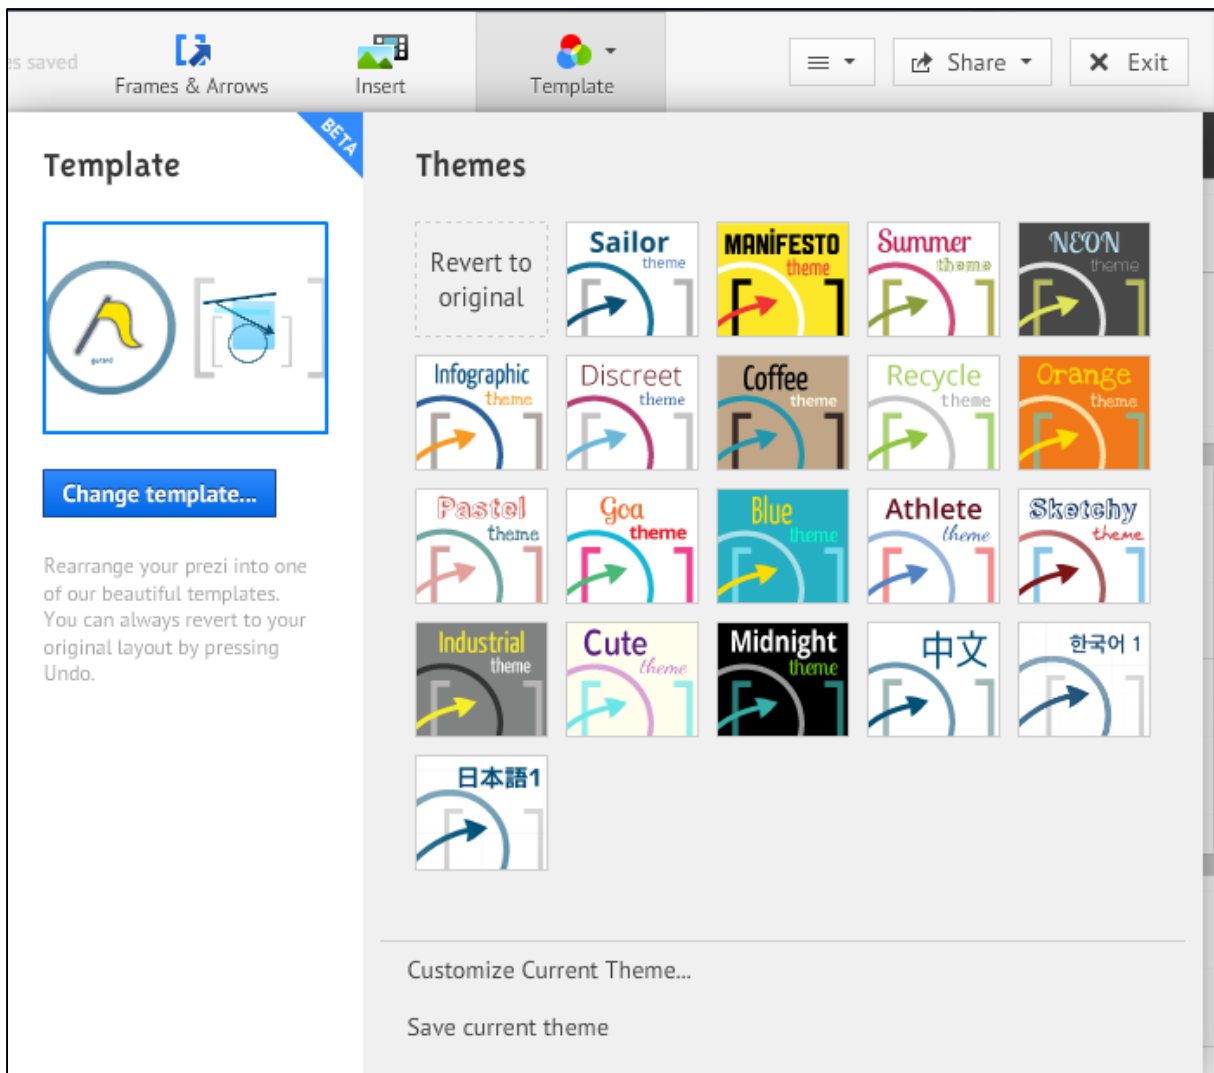 es saved
Frames & Arrows
Insert
Template
Share
Exit
BETA
Template
Change template...
Rearrange your prezi into one
of our beautiful templates.
You can always revert to your
original layout by pressing
Undo.
Themes
Revert to
original
Sailor
theme
MANiFESTO
theme
Summer
theme
NEON
theme
Infographic
theme
Discreet
theme
Coffee
theme
Recycle
theme
Orange
theme
Pastel
theme
Goa
theme
Blue
theme
Athlete
theme
Sketchy
theme
Industrial
theme
Cute
theme
Midnight
theme
中文
한국어 1
日本語1
Customize Current Theme...
Save current theme